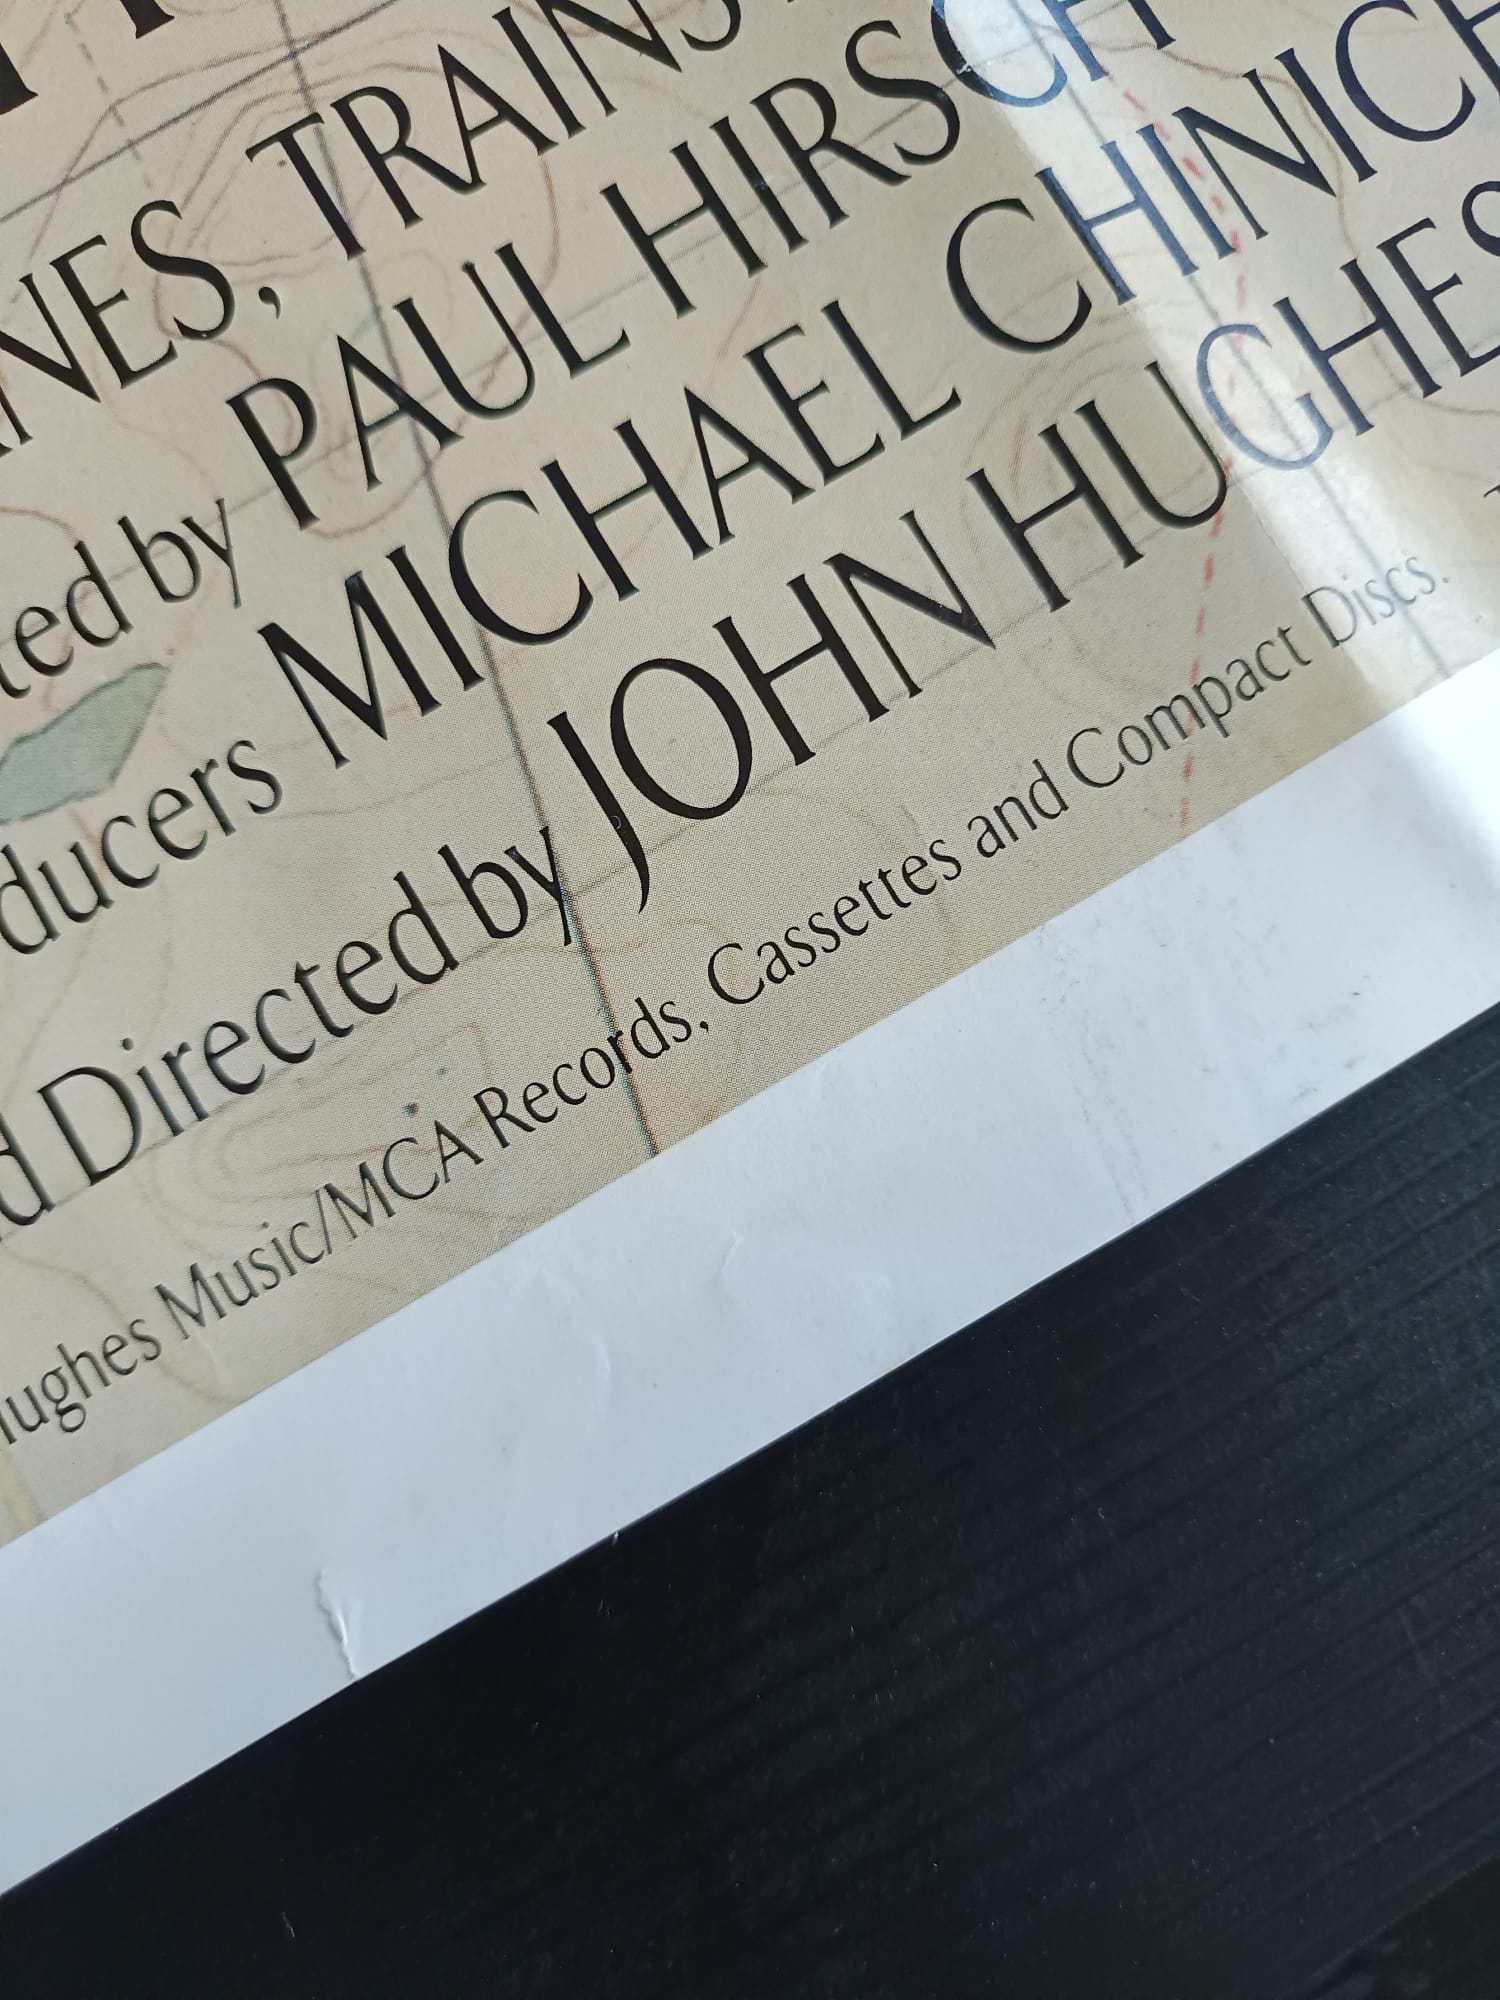 NES, TRAINS
ted by PAUL HIRSCH
ducers MICHAEL CHINICH
d Directed by JOHN HUGHES
ughes Music/MCA Records, Cassettes and Compact Discs.